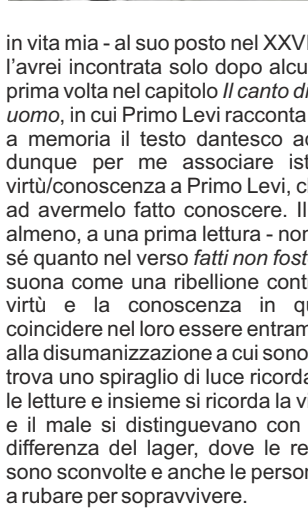 in vita mia - al suo posto nel XXVI
l’avrei incontrata solo dopo alcu
prima volta nel capitolo Il canto di
uomo, in cui Primo Levi racconta
a memoria il testo dantesco ac
dunque per me associare ist
virtù/conoscenza a Primo Levi, ch
ad avermelo fatto conoscere. Il
almeno, a una prima lettura - non
sé quanto nel verso fatti non fost
suona come una ribellione cont
virtù e la conoscenza in qu
coincidere nel loro essere entram
alla disumanizzazione a cui sono
trova uno spiraglio di luce ricorda
le letture e insieme si ricorda la vi
e il male si distinguevano con
differenza del lager, dove le re
sono sconvolte e anche le person
a rubare per sopravvivere.